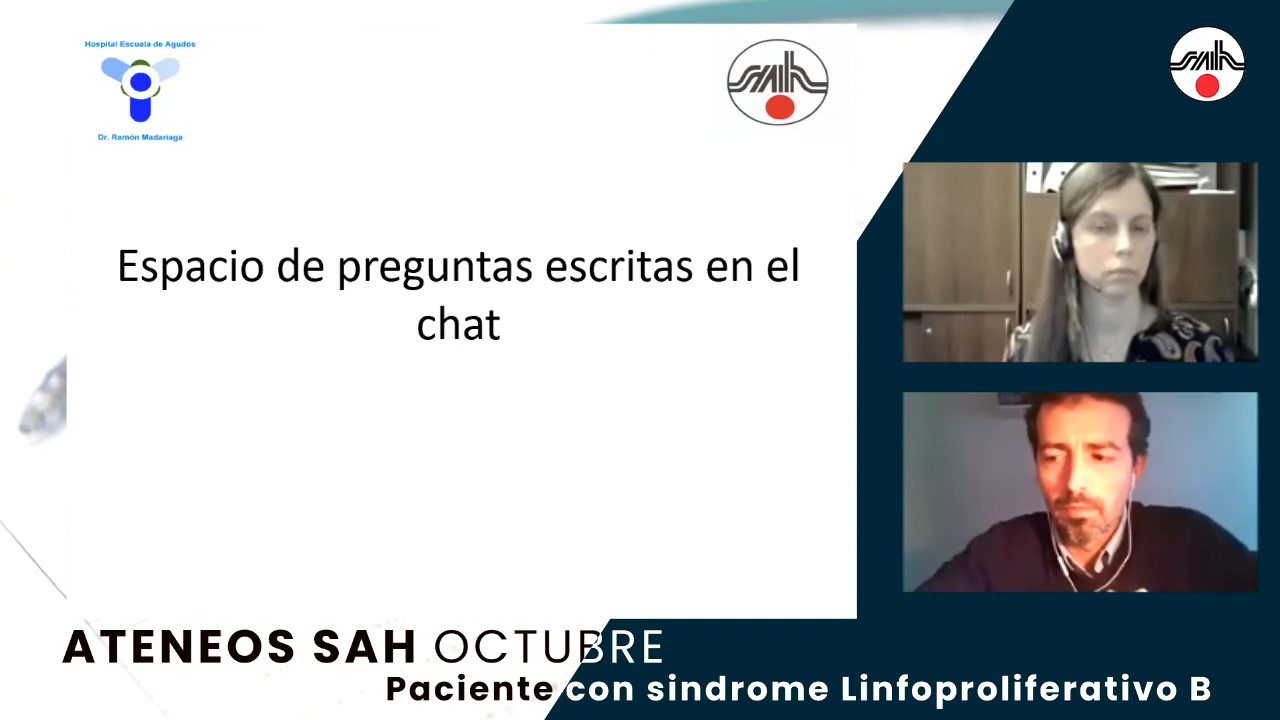 Hospital Escuela de Agudos
Dr. Ramón Madariaga
Espacio de preguntas escritas en el
chat
ATENEOS SAH OCTUBRE
Paciente con sindrome Linfoproliferativo B